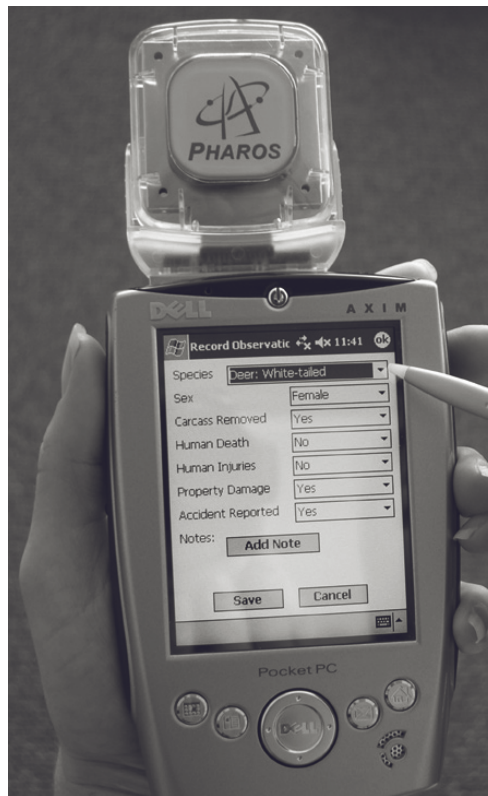 PHAROS
DELL
AXIM
Record Observatic 11:41 ok
Species Deer: White-tailed
Sex Female
Carcass Removed Yes
Human Death No
Human Injuries No
Property Damage Yes
Accident Reported Yes
Notes: Add Note
Save Cancel
Pocket PC
DELL